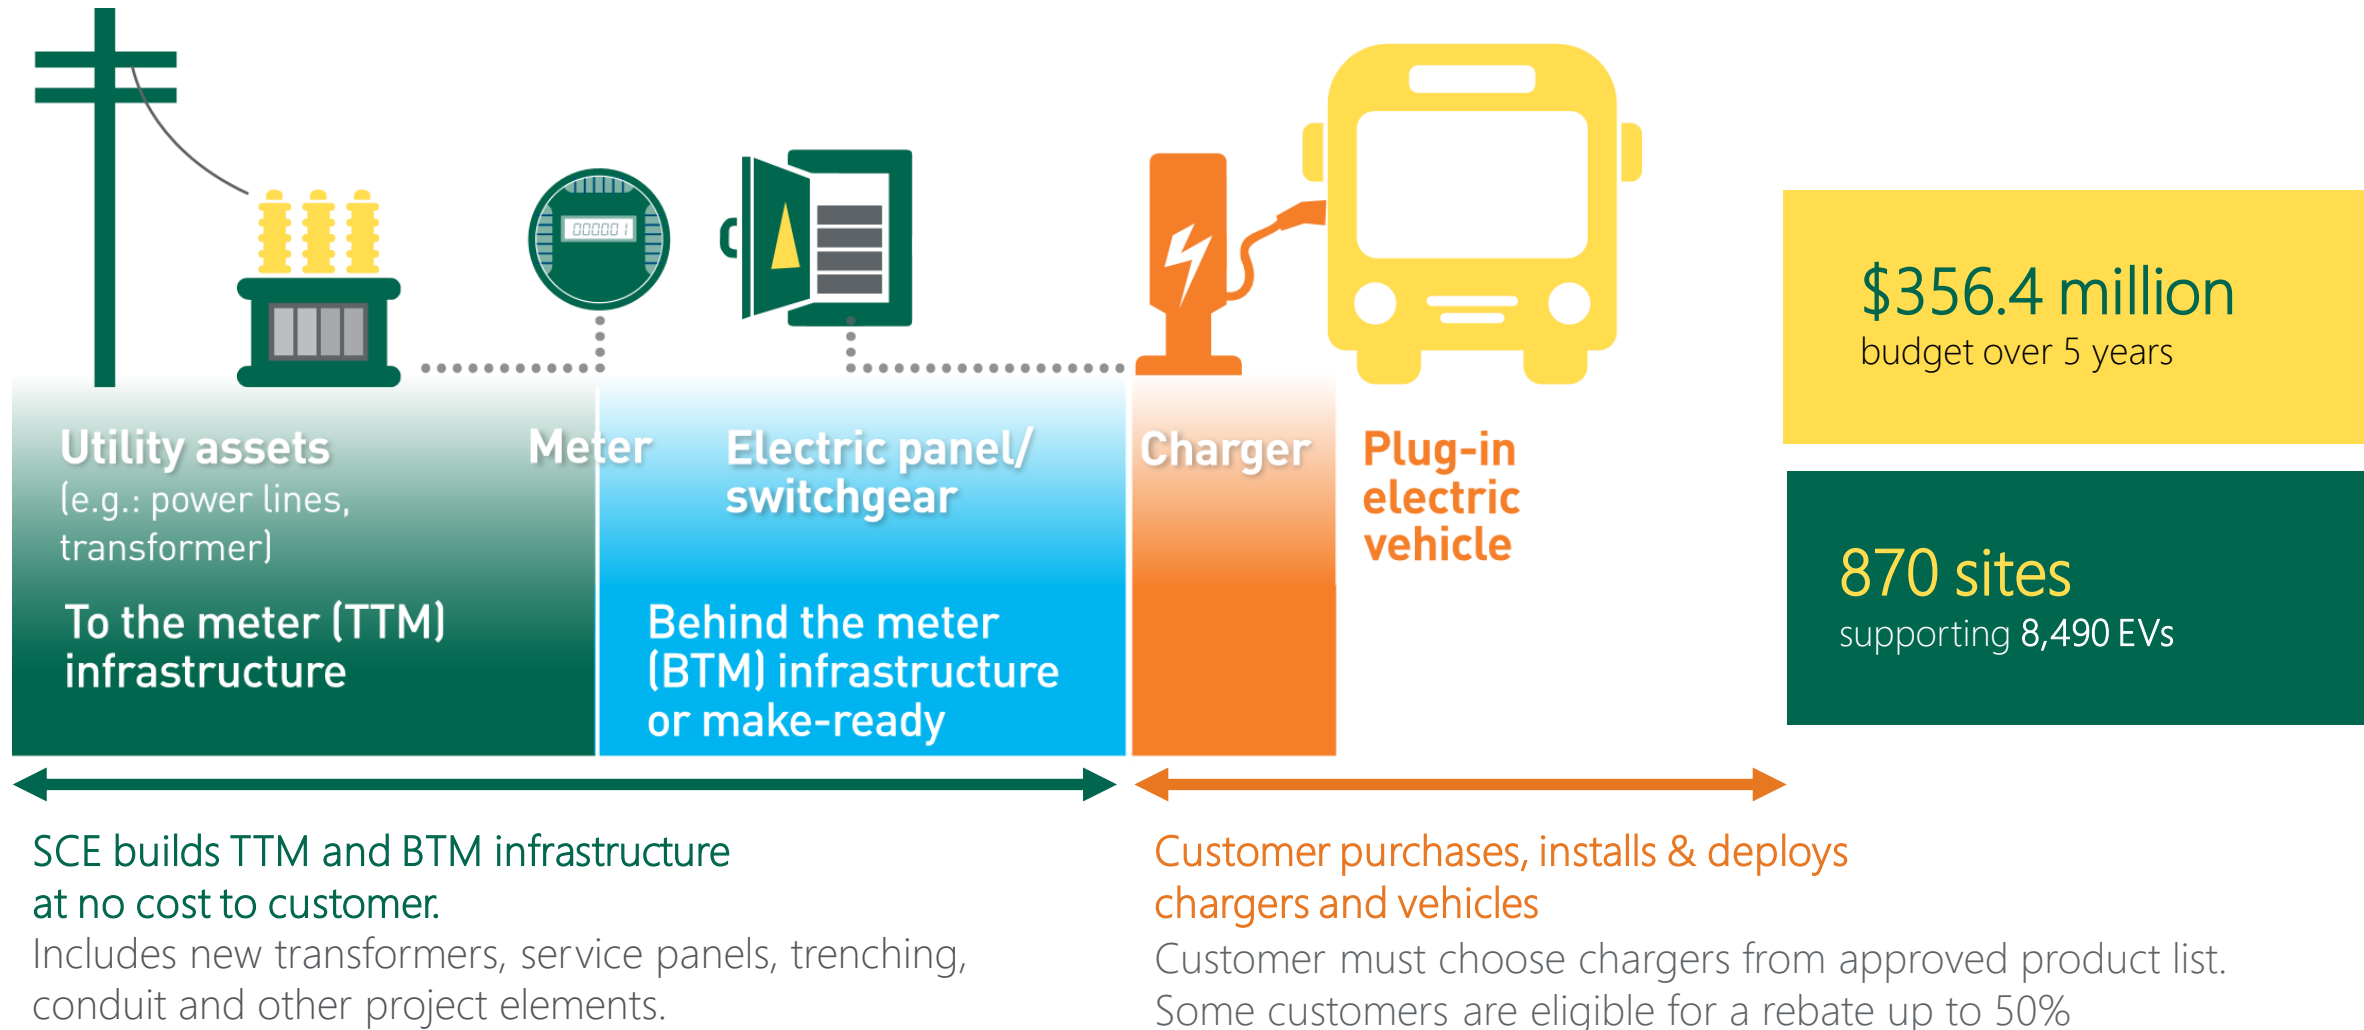 000001
Utility assets
(e.g.: power lines,
transformer)
Meter
Electric panel/
switchgear
Charger
Plug-in
electric
vehicle
To the meter (TTM)
infrastructure
Behind the meter
(BTM) infrastructure
or make-ready
$356.4 million
budget over 5 years
870 sites
supporting 8,490 EVs
SCE builds TTM and BTM infrastructure
at no cost to customer.
Includes new transformers, service panels, trenching,
conduit and other project elements.
Customer purchases, installs & deploys
chargers and vehicles
Customer must choose chargers from approved product list.
Some customers are eligible for a rebate up to 50%